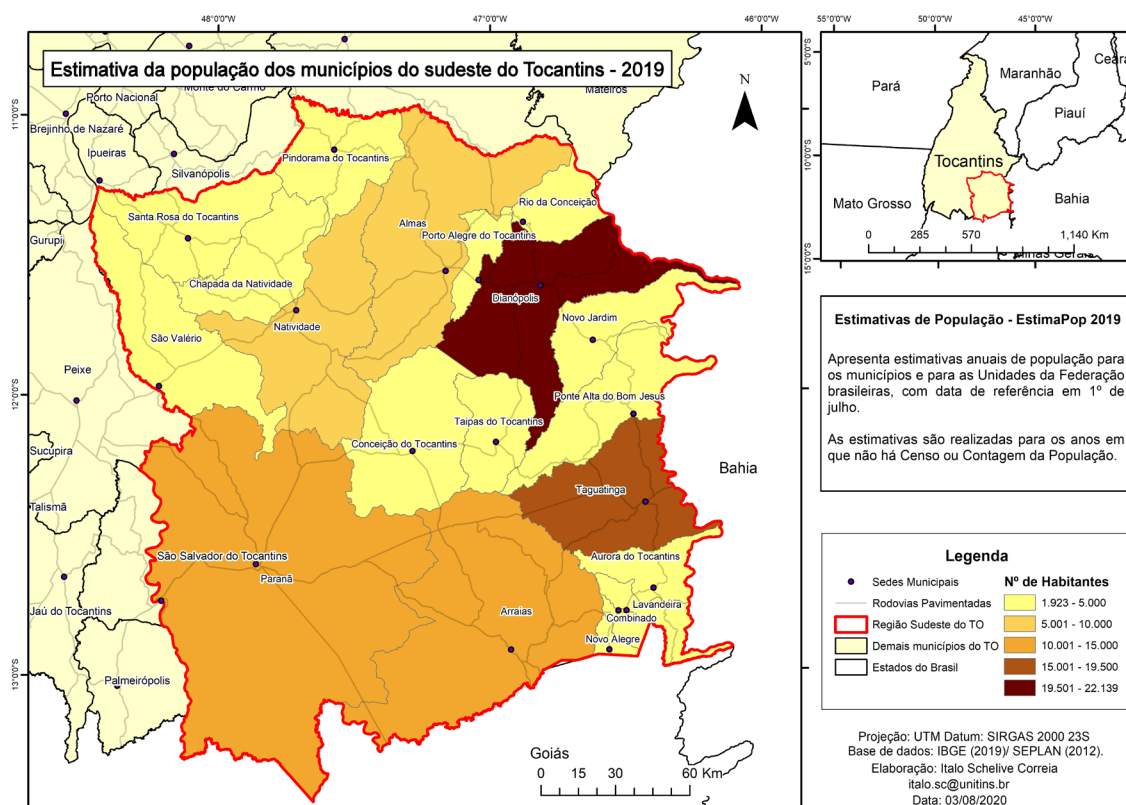 48°0'0"W
47°0'0"W
46°0'0"W
Estimativa da população dos municípios do sudeste do Tocantins - 2019
N
11°0'0"S
12°0'0"S
13°0'0"S
Monte do Carmo
Mateiros
Porto Nacional
Brejinho de Nazaré
Ipueiras
Silvanópolis
Pindorama do Tocantins
Rio da Conceição
Santa Rosa do Tocantins
Almas
Porto Alegre do Tocantins
Gurupi
Chapada da Natividade
Dianópolis
Natividade
Novo Jardim
São Valério
Peixe
Ponte Alta do Bom Jesus
Taipas do Tocantins
Conceição do Tocantins
Sucupira
Bahia
Taguatinga
Talismã
São Salvador do Tocantins
Aurora do Tocantins
Paranã
Jaú do Tocantins
Lavandeira
Arraias
Combinado
Novo Alegre
Palmeirópolis
Goiás
0 15 30 60 Km
55°0'0"S
50°0'0"S
45°0'0"S
5°0'0"S
10°0'0"S
15°0'0"S
Pará
Maranhão
Ceará
Piauí
Tocantins
Mato Grosso
Bahia
0 285 570 1,140 Km
Minas Gerais
Estimativas de População - EstimaPop 2019
Apresenta estimativas anuais de população para
os municípios e para as Unidades da Federação
brasileiras, com data de referência em 1º de
julho.
As estimativas são realizadas para os anos em
que não há Censo ou Contagem da População.
Legenda
Sedes Municipais
Rodovias Pavimentadas
Região Sudeste do TO
Demais municípios do TO
Estados do Brasil
Nº de Habitantes
1.923 - 5.000
5.001 - 10.000
10.001 - 15.000
15.001 - 19.500
19.501 - 22.139
Projeção: UTM Datum: SIRGAS 2000 23S
Base de dados: IBGE (2019)/ SEPLAN (2012).
Elaboração: Italo Schelive Correia
italo.sc@unitins.br
Data: 03/08/2020